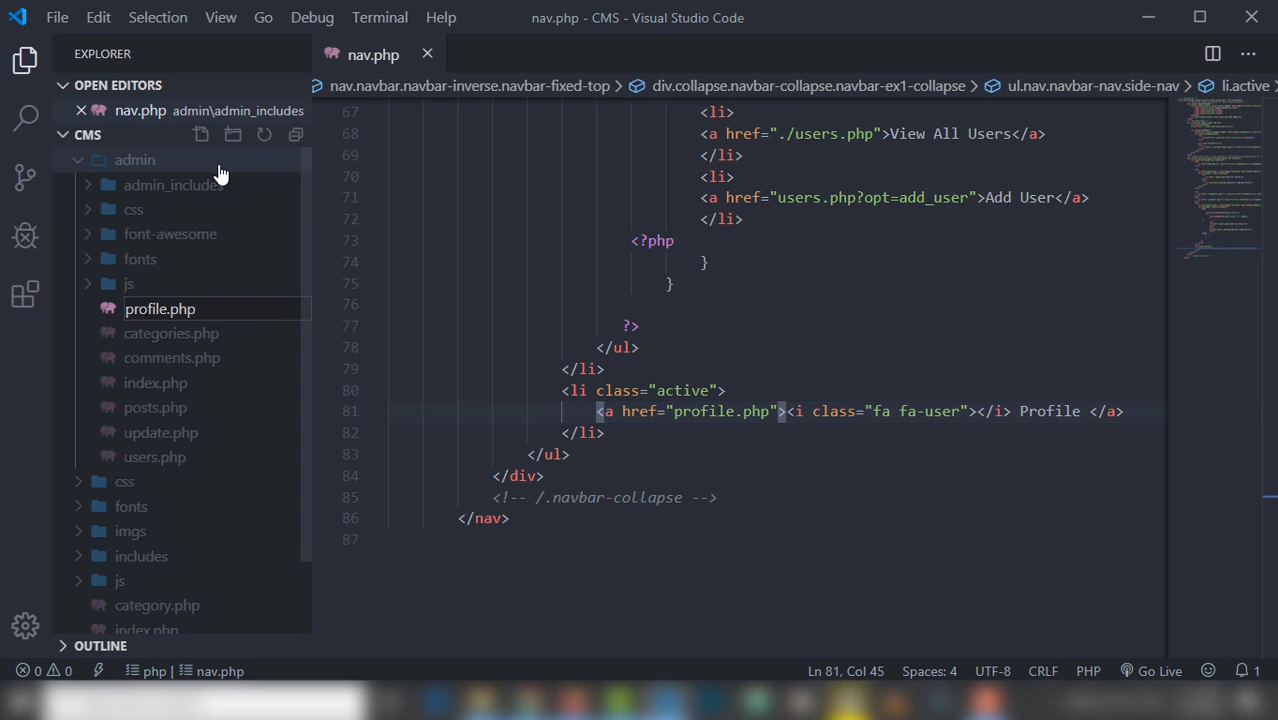 File Edit Selection View Go Debug Terminal Help nav.php - CMS - Visual Studio Code
EXPLORER
nav.php
OPEN EDITORS
nav.php admin\admin_includes
CMS
admin
admin_includes
css
font-awesome
fonts
js
profile.php
categories.php
comments.php
index.php
posts.php
update.php
users.php
css
fonts
imgs
includes
js
category.php
index.php
OUTLINE
nav.navbar.navbar-inverse.navbar-fixed-top > div.collapse.navbar-collapse.navbar-ex1-collapse > ul.nav.navbar-nav.side-nav > li.active >
67 <li>
68 <a href="./users.php">View All Users</a>
69 </li>
70 <li>
71 <a href="users.php?opt=add_user">Add User</a>
72 </li>
73 <?php
74 }
75 }
76
77 ?>
78 </ul>
79 </li>
80 <li class="active">
81 <a href="profile.php"><i class="fa fa-user"></i> Profile </a>
82 </li>
83 </ul>
84 </div>
85 <!-- /.navbar-collapse -->
86 </nav>
87
0 0 php | nav.php Ln 81, Col 45 Spaces: 4 UTF-8 CRLF PHP Go Live 1